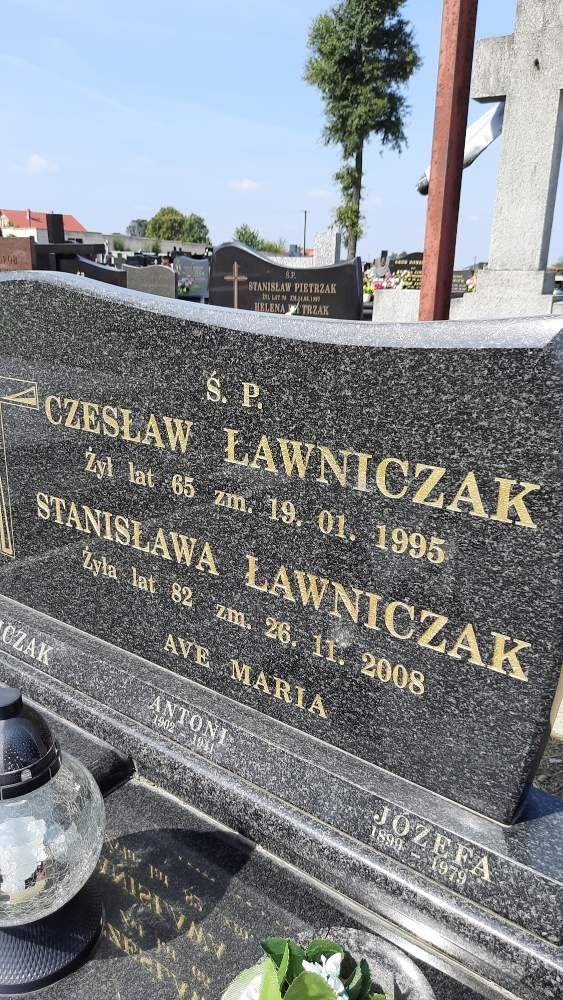 STANISŁAW PIETRZAK
Ś. P.
CZESŁAW ŁAWNICZAK
Żył lat 65 zm. 19. 01. 1995
STANISŁAWA ŁAWNICZAK
Żyła lat 82 zm. 26. 11. 2008
AVE MARIA
ICZAK
ANTONI
JÓZEFA
1899 - 1979